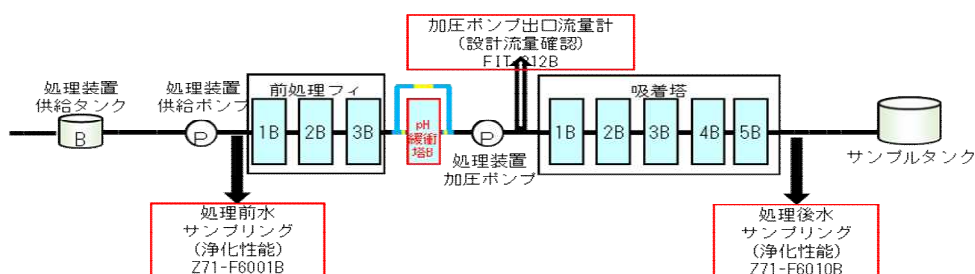 加圧ポンプ出口流量計
(設計流量確認)
FIT-212B
処理装置
供給タンク
B
処理装置
供給ポンプ
P
前処理フィ
1B
2B
3B
pH
緩衝
塔B
P
処理装置
加圧ポンプ
吸着塔
1B
2B
3B
4B
5B
サンプルタンク
処理前水
サンプリング
(浄化性能)
Z71-F6001B
処理後水
サンプリング
(浄化性能)
Z71-F6010B